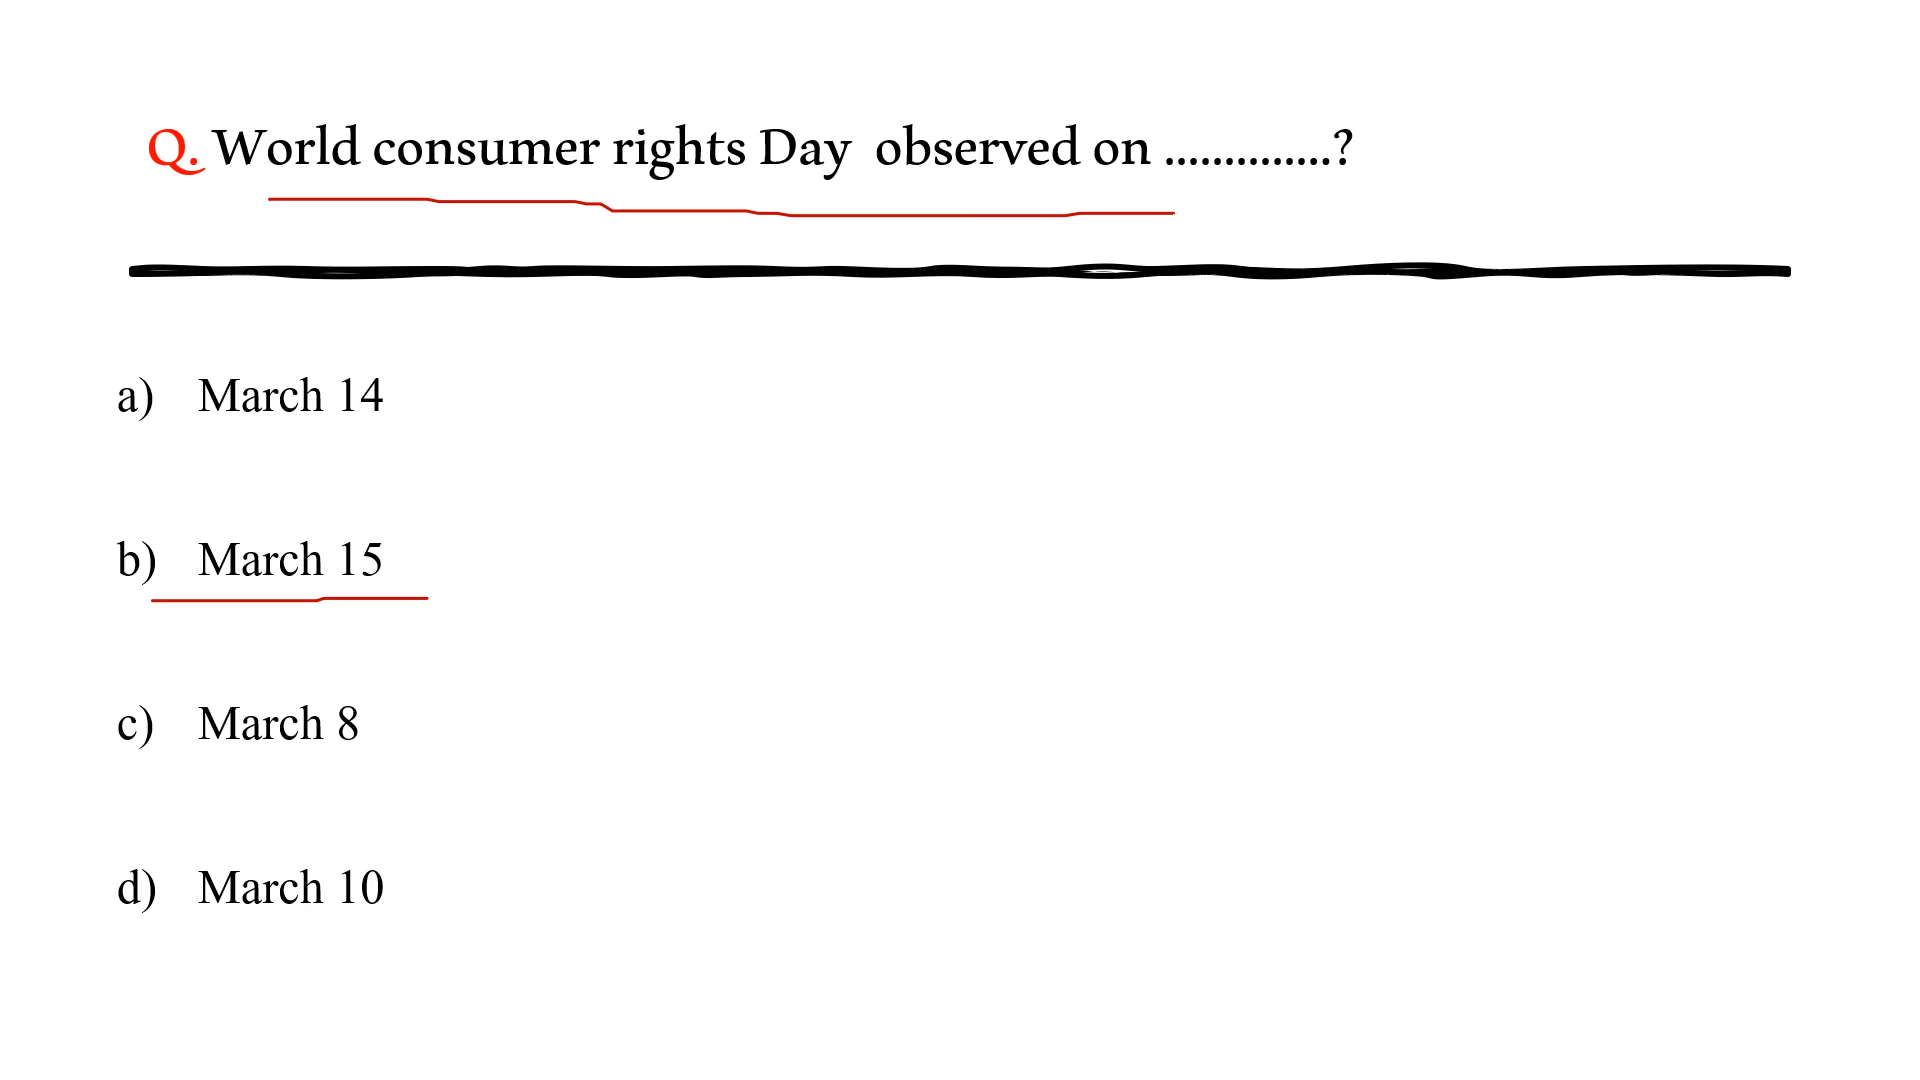 Q. World consumer rights Day  observed on ..............?
a) March 14
b) March 15
c) March 8
d) March 10